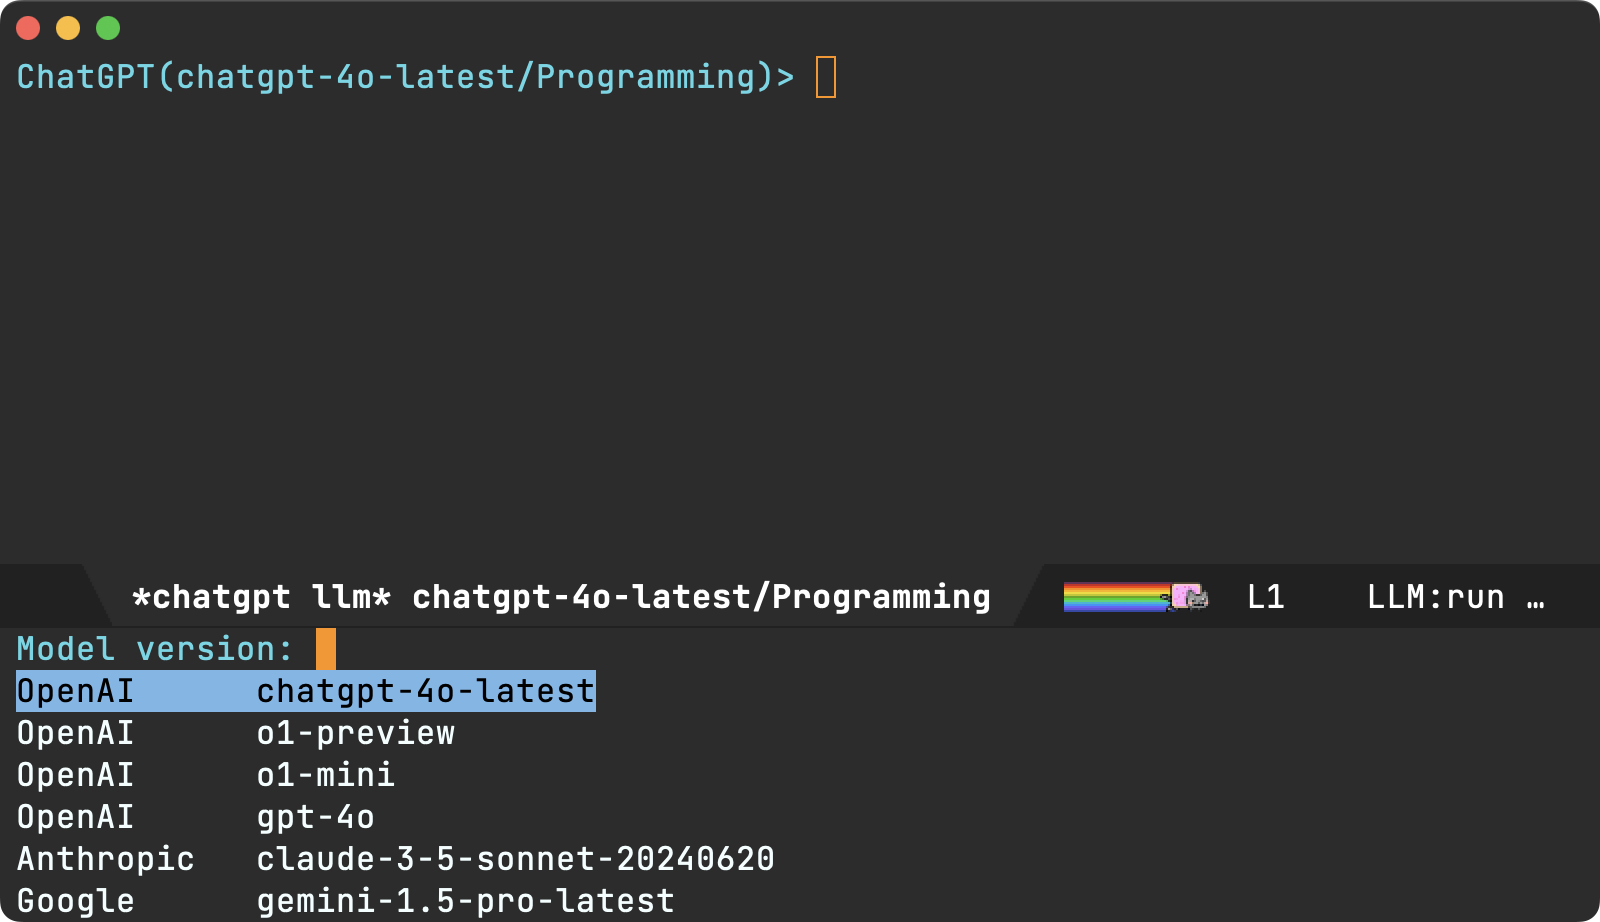 ChatGPT(chatgpt-4o-latest/Programming)>
*chatgpt llm* chatgpt-4o-latest/Programming L1 LLM:run …
Model version:
OpenAI chatgpt-4o-latest
OpenAI o1-preview
OpenAI o1-mini
OpenAI gpt-4o
Anthropic claude-3-5-sonnet-20240620
Google gemini-1.5-pro-latest